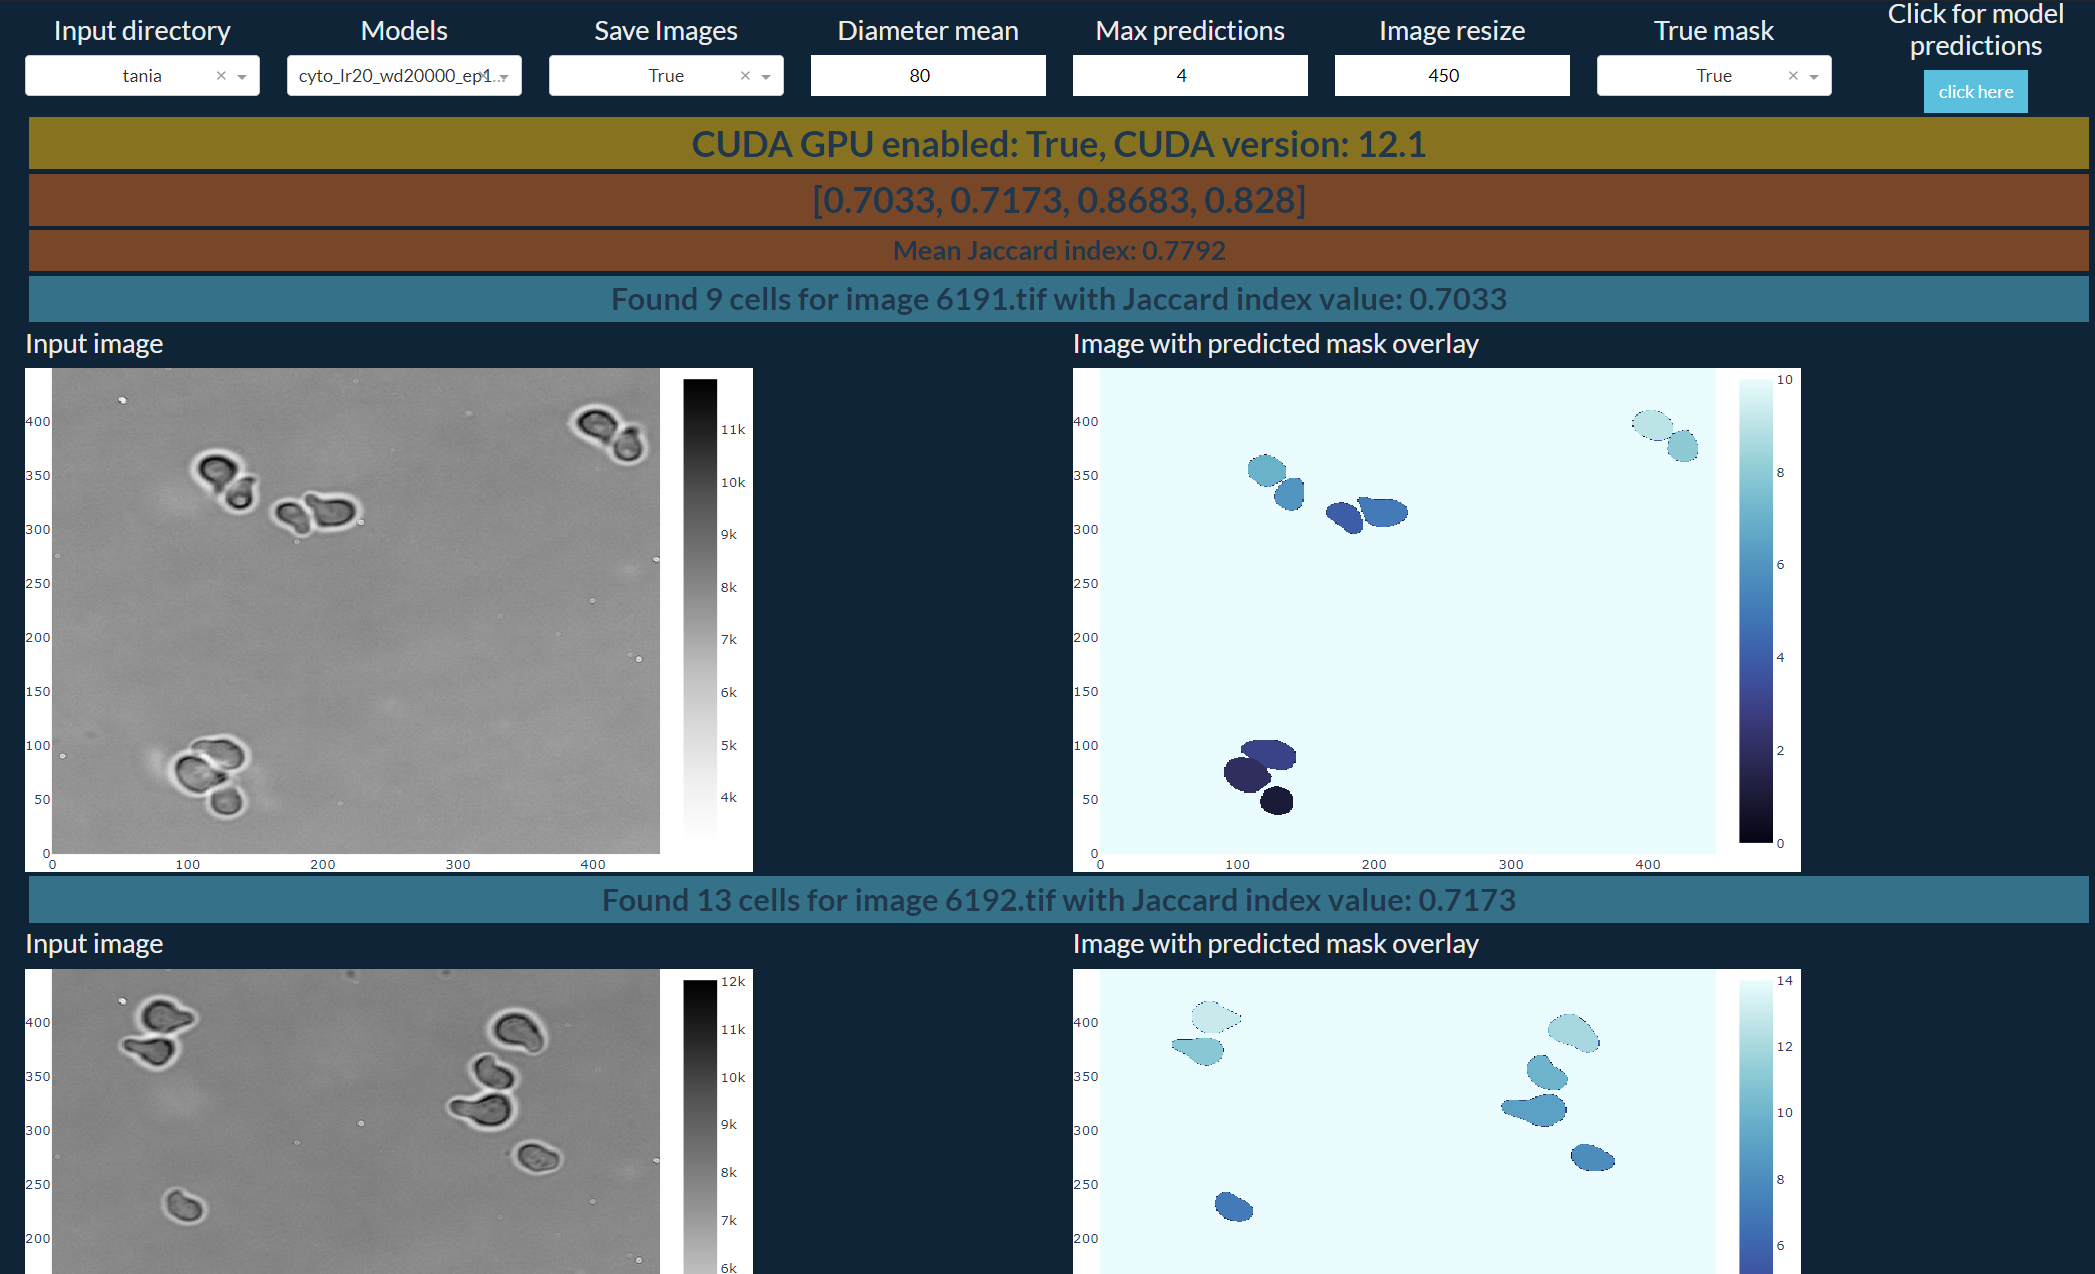 Input directory
Models
Save Images
Diameter mean
Max predictions
Image resize
True mask
Click for model
predictions
tania
cyto_lr20_wd20000_ep1...
True
80
4
450
True
click here
CUDA GPU enabled: True, CUDA version: 12.1
[0.7033, 0.7173, 0.8683, 0.828]
Mean Jaccard index: 0.7792
Found 9 cells for image 6191.tif with Jaccard index value: 0.7033
Input image
400
350
300
250
200
150
100
50
0
0 100 200 300 400
11k
10k
9k
8k
7k
6k
5k
4k
Image with predicted mask overlay
400
350
300
250
200
150
100
50
0
0 100 200 300 400
10
8
6
4
2
0
Found 13 cells for image 6192.tif with Jaccard index value: 0.7173
Input image
400
350
300
250
200
12k
11k
10k
9k
8k
7k
6k
Image with predicted mask overlay
400
350
300
250
200
14
12
10
8
6